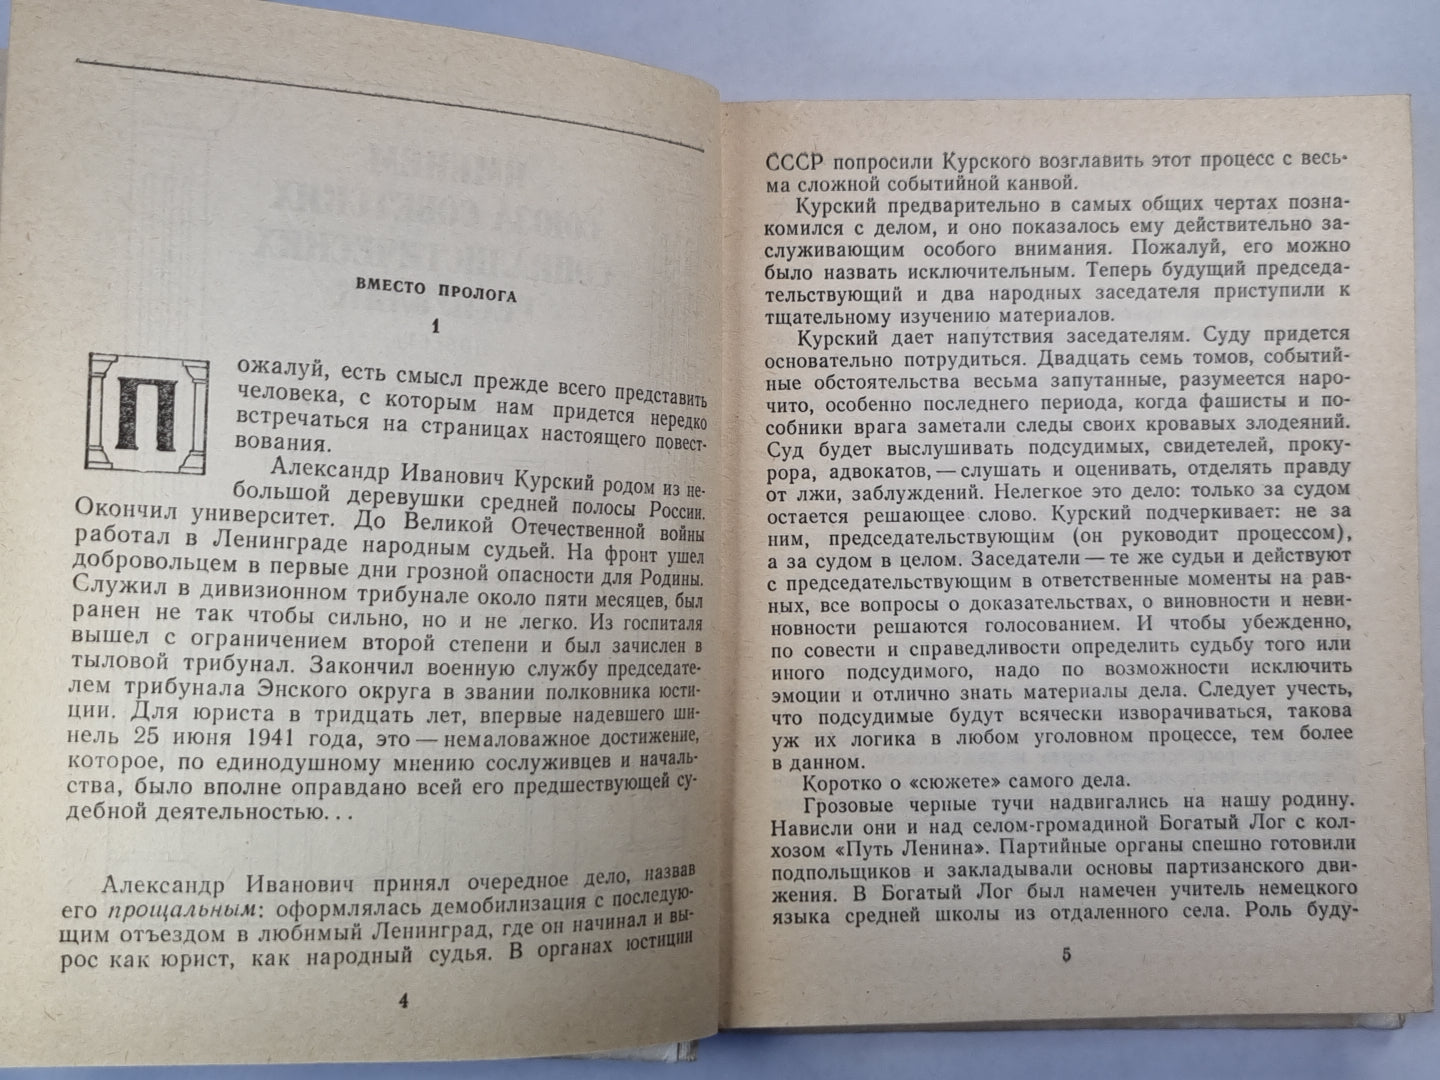 ВМЕСТО ПРОЛОГА
1
Пожалуй, есть смысл прежде всего представить
человека, с которым нам придется нередко
встречаться на страницах настоящего повест-
вования.
Александр Иванович Курский родом из не-
большой деревушки средней полосы России.
Окончил университет. До Великой Отечественной войны
работал в Ленинграде народным судьей. На фронт ушел
добровольцем в первые дни грозной опасности для Родины.
Служил в дивизионном трибунале около пяти месяцев, был
ранен не так чтобы сильно, но и не легко. Из госпиталя
вышел с ограничением второй степени и был зачислен в
тыловой трибунал. Закончил военную службу председате-
лем трибунала Энского округа в звании полковника юсти-
ции. Для юриста в тридцать лет, впервые надевшего ши-
нель 25 июня 1941 года, это — немаловажное достижение,
которое, по единодушному мнению сослуживцев и началь-
ства, было вполне оправдано всей его предшествующей су-
дебной деятельностью...
Александр Иванович принял очередное дело, назвав
его прощальным: оформлялась демобилизация с последую-
щим отъездом в любимый Ленинград, где он начинал и вы-
рос как юрист, как народный судья. В органах юстиции
4
СССР попросили Курского возглавить этот процесс с весь-
ма сложной событийной канвой.
Курский предварительно в самых общих чертах позна-
комился с делом, и оно показалось ему действительно за-
служивающим особого внимания. Пожалуй, его можно
было назвать исключительным. Теперь будущий председа-
тельствующий и два народных заседателя приступили к
тщательному изучению материалов.
Курский дает напутствия заседателям. Суду придется
основательно потрудиться. Двадцать семь томов, событий-
ные обстоятельства весьма запутанные, разумеется наро-
чито, особенно последнего периода, когда фашисты и по-
собники врага заметали следы своих кровавых злодеяний.
Суд будет выслушивать подсудимых, свидетелей, проку-
рора, адвокатов, — слушать и оценивать, отделять правду
от лжи, заблуждений. Нелегкое это дело: только за судом
остается решающее слово. Курский подчеркивает: не за
ним, председательствующим (он руководит процессом),
а за судом в целом. Заседатели — те же судьи и действуют
с председательствующим в ответственные моменты на рав-
ных, все вопросы о доказательствах, о виновности и неви-
новности решаются голосованием. И чтобы убежденно,
по совести и справедливости определить судьбу того или
иного подсудимого, надо по возможности исключить
эмоции и отлично знать материалы дела. Следует учесть,
что подсудимые будут всячески изворачиваться, такова
уж их логика в любом уголовном процессе, тем более
в данном.
Коротко о «сюжете» самого дела.
Грозовые черные тучи надвигались на нашу родину.
Нависли они и над селом-громадиной Богатый Лог с кол-
хозом «Путь Ленина». Партийные органы спешно готовили
подпольщиков и закладывали основы партизанского дви-
жения. В Богатый Лог был намечен учитель немецкого
языка средней школы из отдаленного села. Роль буду-
5